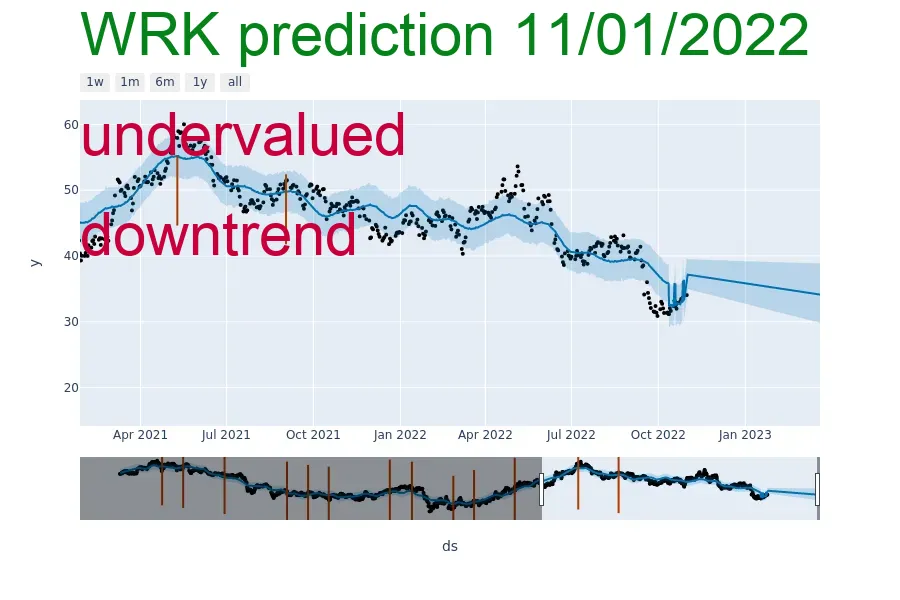 WRK prediction 11/01/2022
1w 1m 6m 1y all
undervalued
downtrend
60
50
40
30
20
y
Apr 2021 Jul 2021 Oct 2021 Jan 2022 Apr 2022 Jul 2022 Oct 2022 Jan 2023
ds